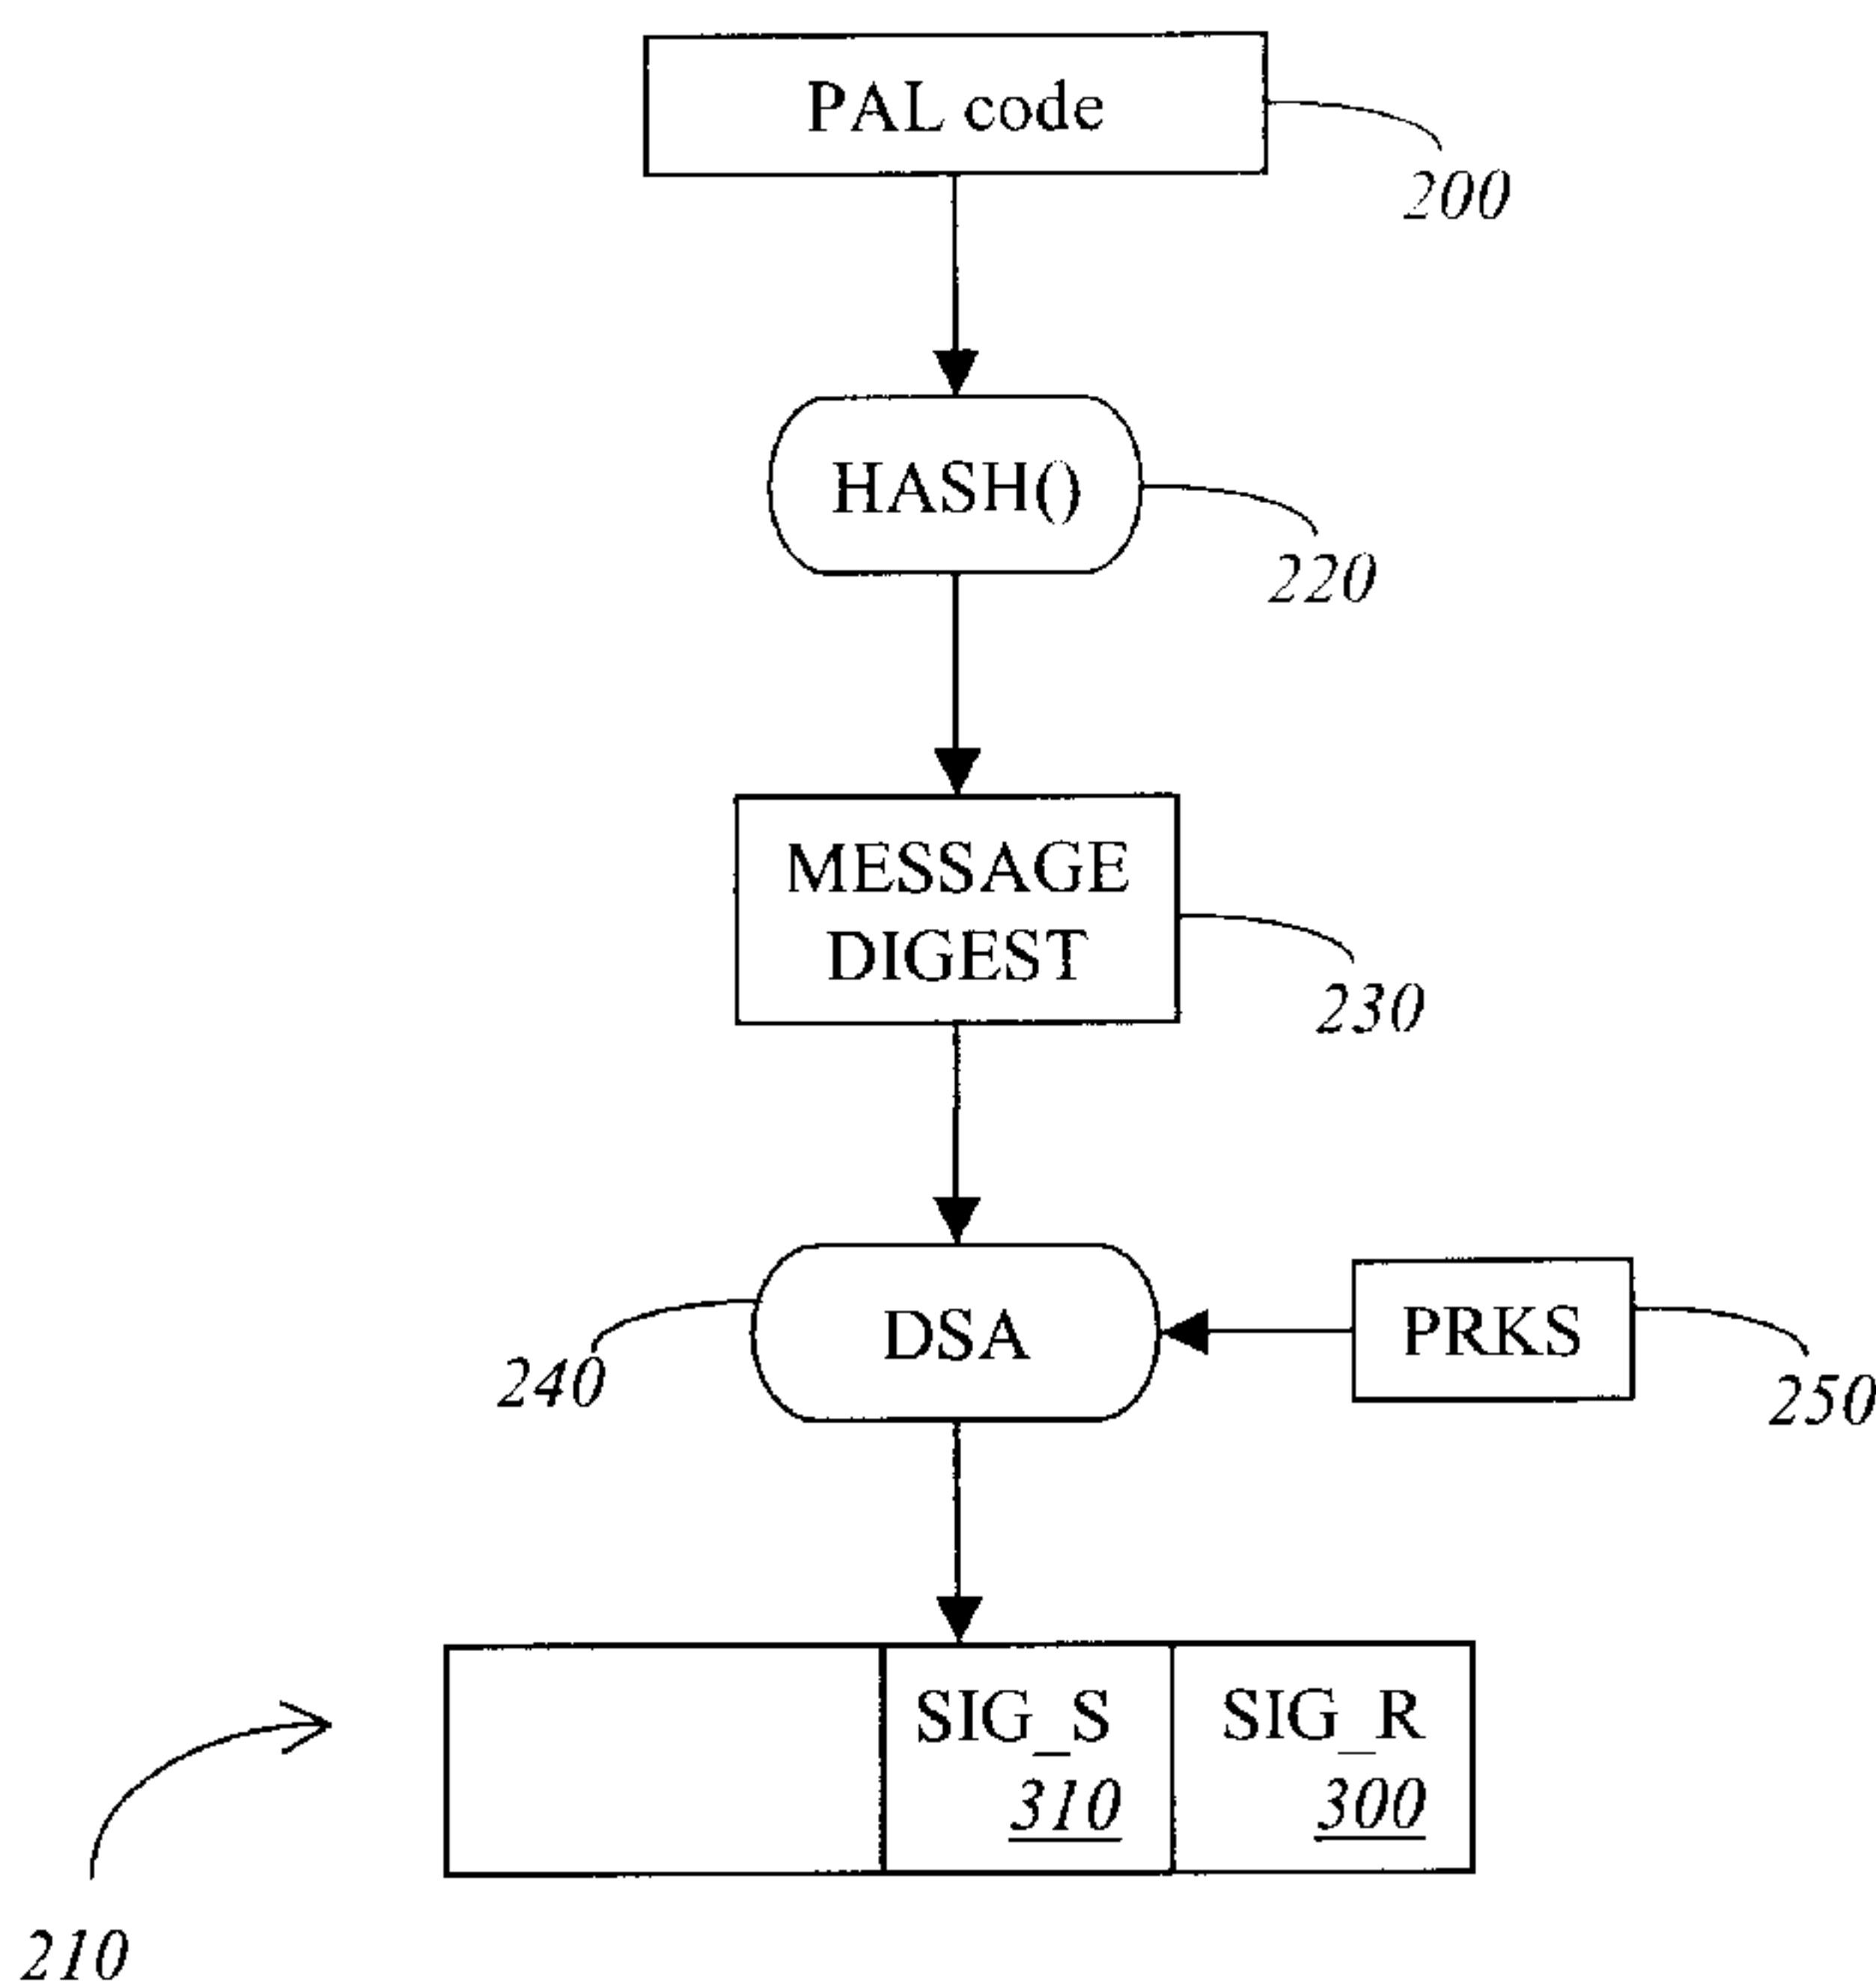 PAL code
200
HASH()
220
MESSAGE
DIGEST
230
DSA
PRKS
240
250
SIG_S
SIG_R
310
300
210